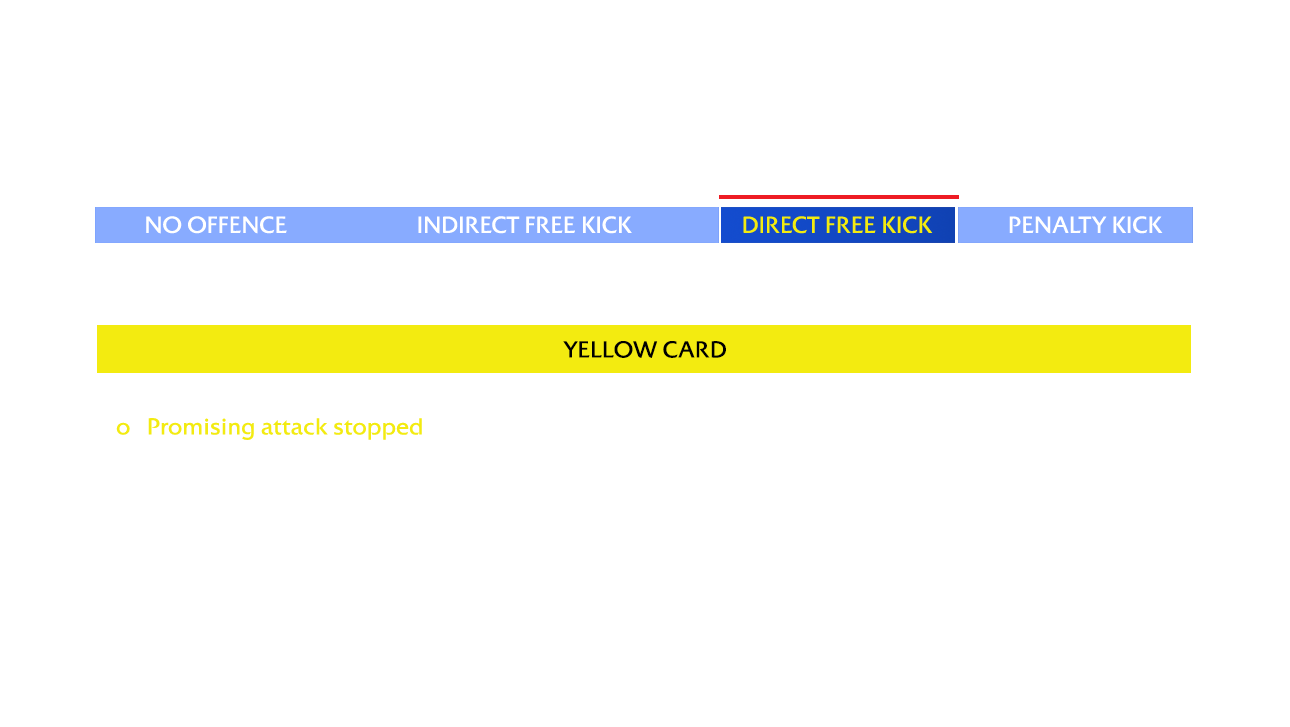 NO OFFENCE INDIRECT FREE KICK DIRECT FREE KICK PENALTY KICK
YELLOW CARD
o Promising attack stopped